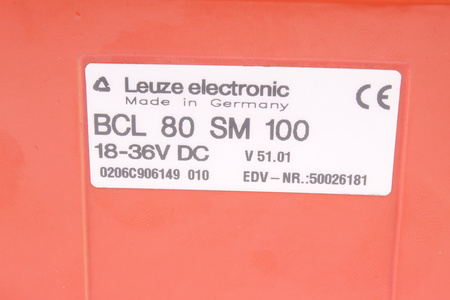 Leuze electronic
Made in Germany
CE
BCL 80 SM 100
18-36V DC V 51.01
0206C906149 010 EDV-NR.:50026181